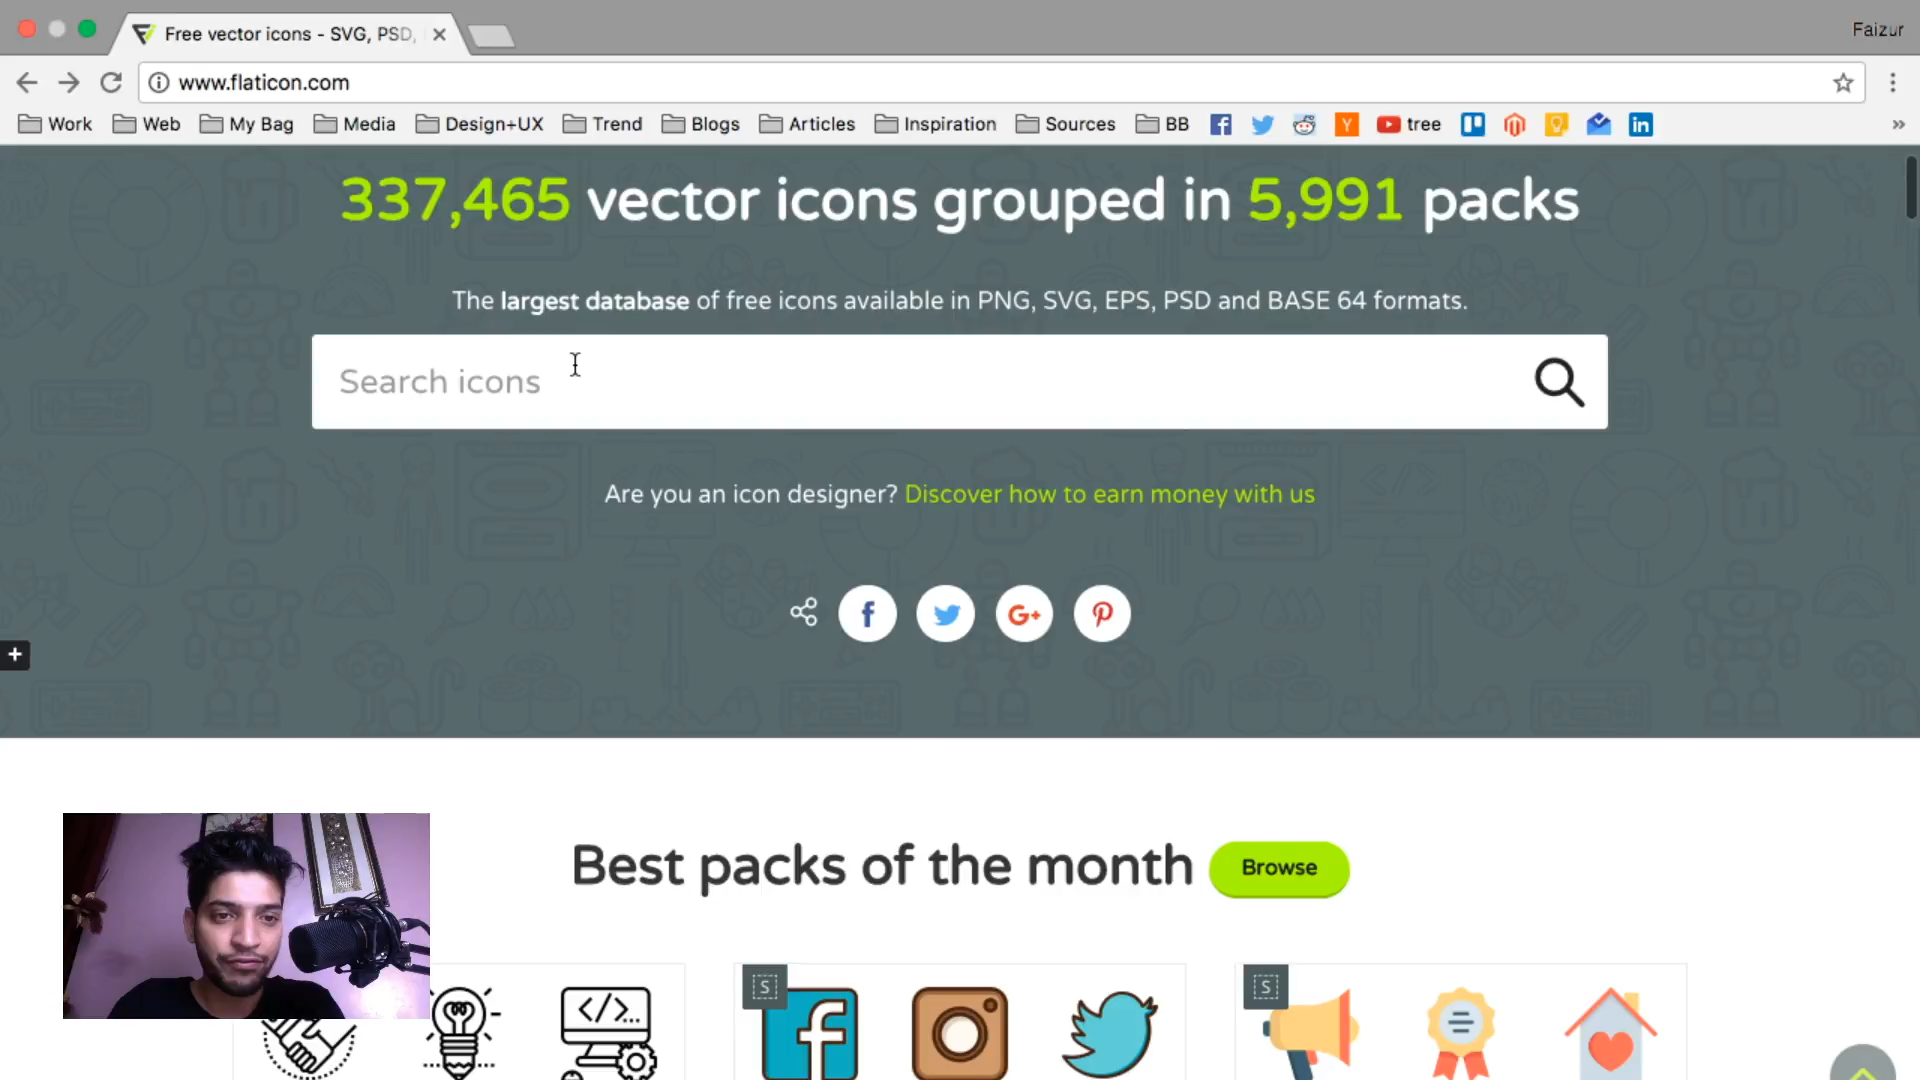 Free vector icons - SVG, PSD,
Faizur
www.flaticon.com
Work Web My Bag Media Design+UX Trend Blogs Articles Inspiration Sources BB tree
337,465 vector icons grouped in 5,991 packs
The largest database of free icons available in PNG, SVG, EPS, PSD and BASE 64 formats.
Search icons
Are you an icon designer? Discover how to earn money with us
Best packs of the month Browse
S
S